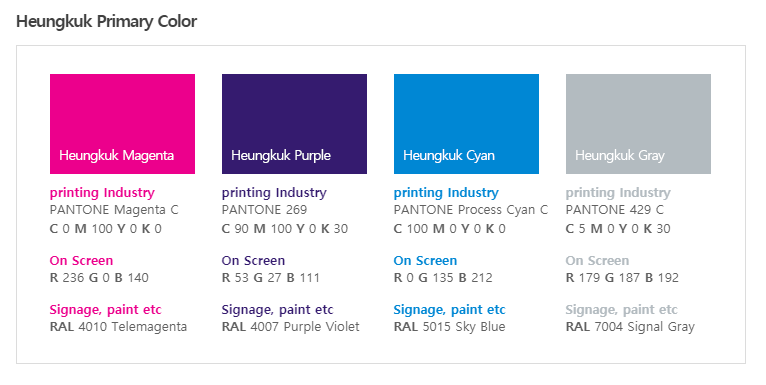 Heungkuk Primary Color
Heungkuk Magenta
printing Industry
PANTONE Magenta C
C 0 M 100 Y 0 K 0
On Screen
R 236 G 0 B 140
Signage, paint etc
RAL 4010 Telemagenta
Heungkuk Purple
printing Industry
PANTONE 269
C 90 M 100 Y 0 K 30
On Screen
R 53 G 27 B 111
Signage, paint etc
RAL 4007 Purple Violet
Heungkuk Cyan
printing Industry
PANTONE Process Cyan C
C 100 M 0 Y 0 K 0
On Screen
R 0 G 135 B 212
Signage, paint etc
RAL 5015 Sky Blue
Heungkuk Gray
printing Industry
PANTONE 429 C
C 5 M 0 Y 0 K 30
On Screen
R 179 G 187 B 192
Signage, paint etc
RAL 7004 Signal Gray